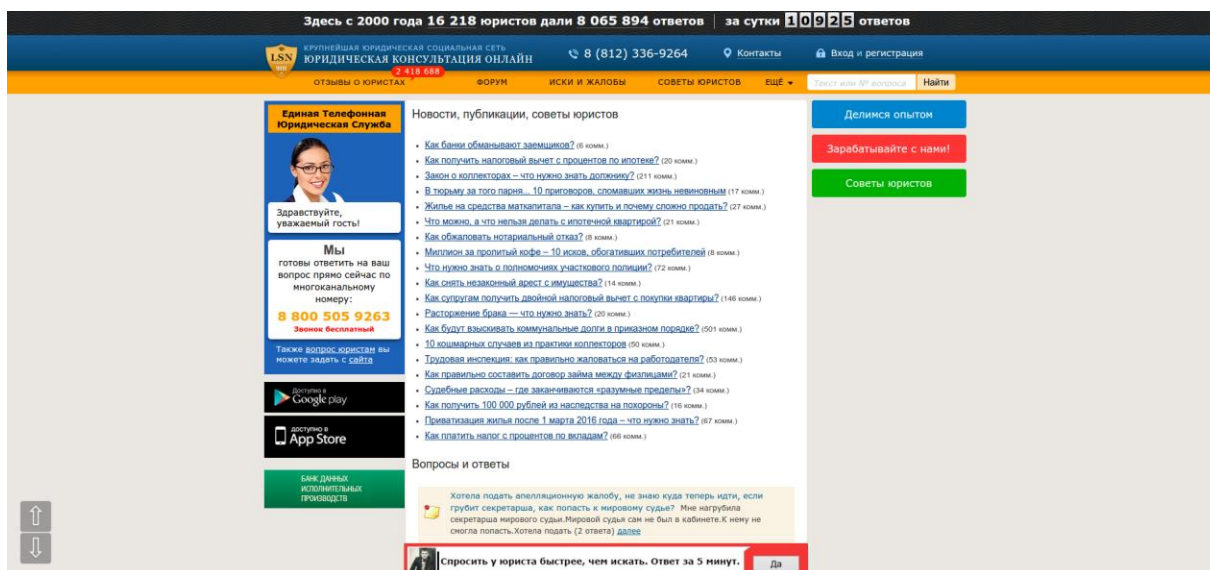 Здесь с 2000 года 16 218 юристов дали 8 065 894 ответов | за сутки 10925 ответов
LSN
КРУПНЕЙШАЯ ЮРИДИЧЕСКАЯ СОЦИАЛЬНАЯ СЕТЬ
ЮРИДИЧЕСКАЯ КОНСУЛЬТАЦИЯ ОНЛАЙН
8 (812) 336-9264
Контакты
Вход и регистрация
2 418 688
ОТЗЫВЫ О ЮРИСТАХ
ФОРУМ
ИСКИ И ЖАЛОБЫ
СОВЕТЫ ЮРИСТОВ
ЕЩЁ
Текст или № вопроса
Найти
Единая Телефонная
Юридическая Служба
Здравствуйте,
уважаемый гость!
Мы
готовы ответить на ваш
вопрос прямо сейчас по
многоканальному
номеру:
8 800 505 9263
Звонок бесплатный
Также вопрос юристам вы
можете задать с сайта
ДОСТУПНО В
Google play
ДОСТУПНО В
App Store
БАНК ДАННЫХ
ИСПОЛНИТЕЛЬНЫХ
ПРОИЗВОДСТВ
Новости, публикации, советы юристов
Как банки обманывают заемщиков? (6 комм.)
Как получить налоговый вычет с процентов по ипотеке? (20 комм.)
Закон о коллекторах – что нужно знать должнику? (211 комм.)
В тюрьму за того парня... 10 приговоров, сломавших жизнь невиновным (17 комм.)
Жилье на средства маткапитала – как купить и почему сложно продать? (27 комм.)
Что можно, а что нельзя делать с ипотечной квартирой? (21 комм.)
Как обжаловать нотариальный отказ? (8 комм.)
Миллион за пролитый кофе – 10 исков, обогативших потребителей (8 комм.)
Что нужно знать о полномочиях участкового полиции? (72 комм.)
Как снять незаконный арест с имущества? (14 комм.)
Как супругам получить двойной налоговый вычет с покупки квартиры? (146 комм.)
Расторжение брака — что нужно знать? (20 комм.)
Как будут взыскивать коммунальные долги в приказном порядке? (501 комм.)
10 кошмарных случаев из практики коллекторов (50 комм.)
Трудовая инспекция: как правильно жаловаться на работодателя? (53 комм.)
Как правильно составить договор займа между физлицами? (21 комм.)
Судебные расходы – где заканчиваются «разумные пределы»? (34 комм.)
Как получить 100 000 рублей из наследства на похороны? (16 комм.)
Приватизация жилья после 1 марта 2016 года – что нужно знать? (67 комм.)
Как платить налог с процентов по вкладам? (66 комм.)
Вопросы и ответы
Хотела подать апелляционную жалобу, не знаю куда теперь идти, если
грубит секретарша, как попасть к мировому судье? Мне нагрубила
секретарша мирового судьи.Мировой судья сам не был в кабинете.К нему не
смогла попасть.Хотела подать (2 ответа) далее
Спросить у юриста быстрее, чем искать. Ответ за 5 минут.
Да
Делимся опытом
Зарабатывайте с нами!
Советы юристов